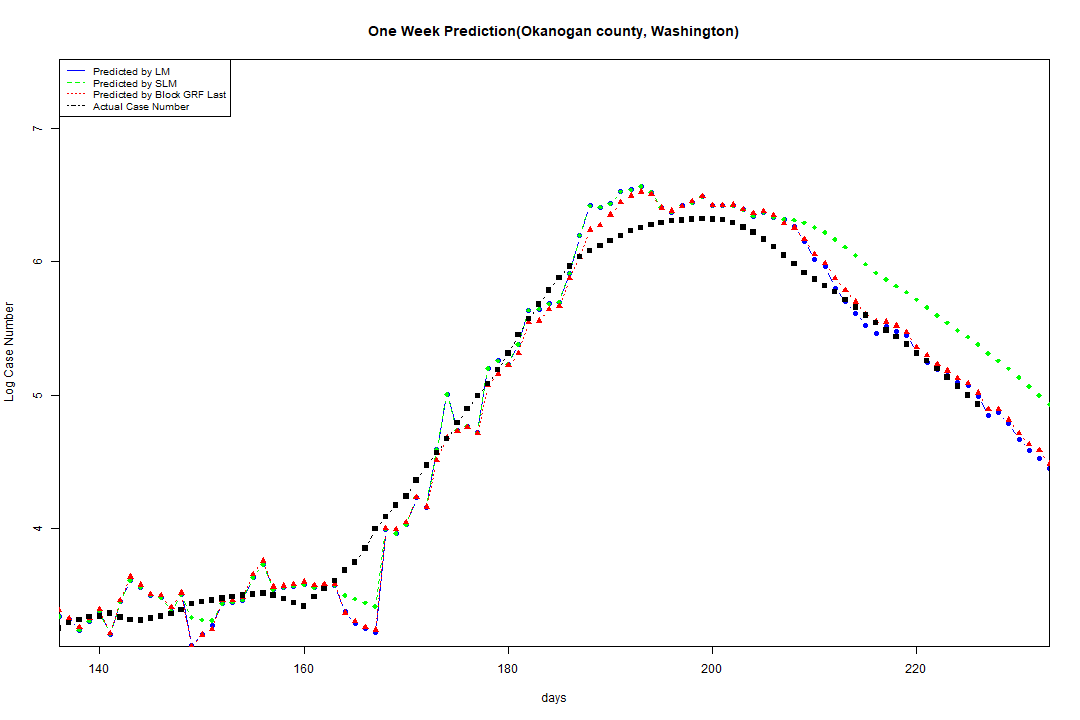 One Week Prediction(Okanogan county, Washington)
Predicted by LM
Predicted by SLM
Predicted by Block GRF Last
Actual Case Number
7
6
5
4
Log Case Number
140 160 180 200 220
days